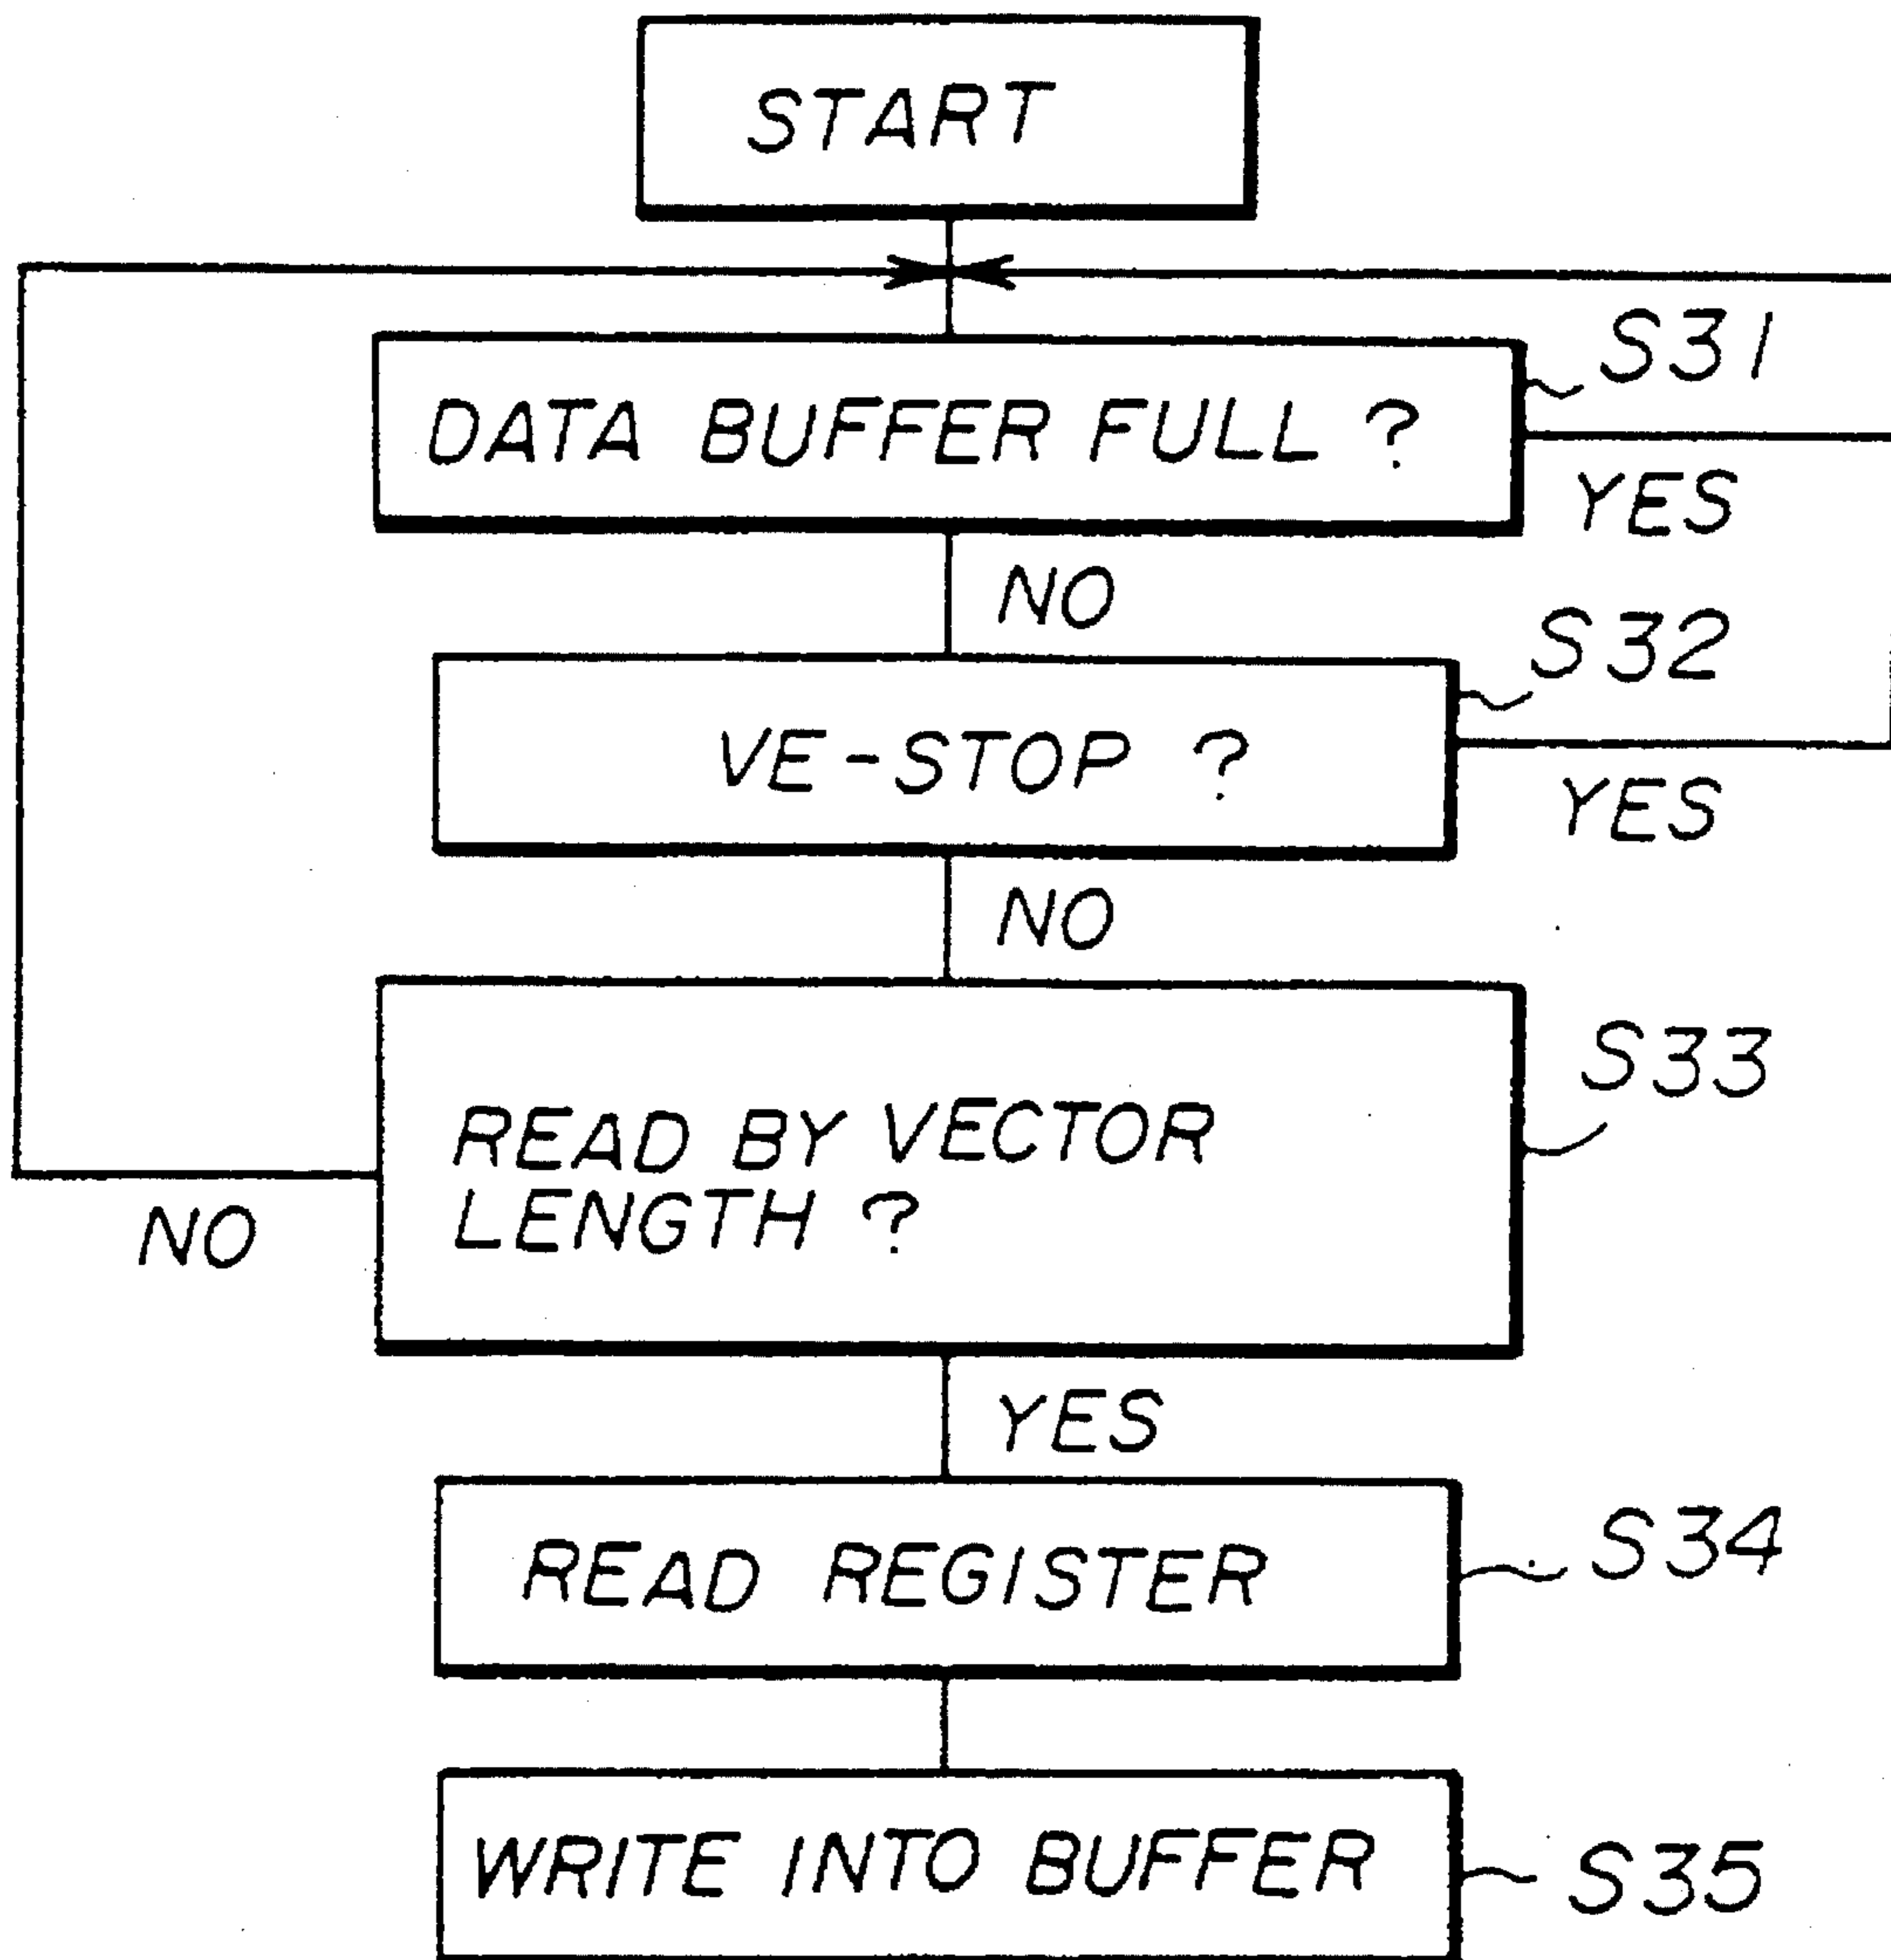 START
S31
DATA BUFFER FULL ?
YES
NO
S32
VE-STOP ?
YES
NO
S33
READ BY VECTOR
LENGTH ?
NO
YES
S34
READ REGISTER
S35
WRITE INTO BUFFER